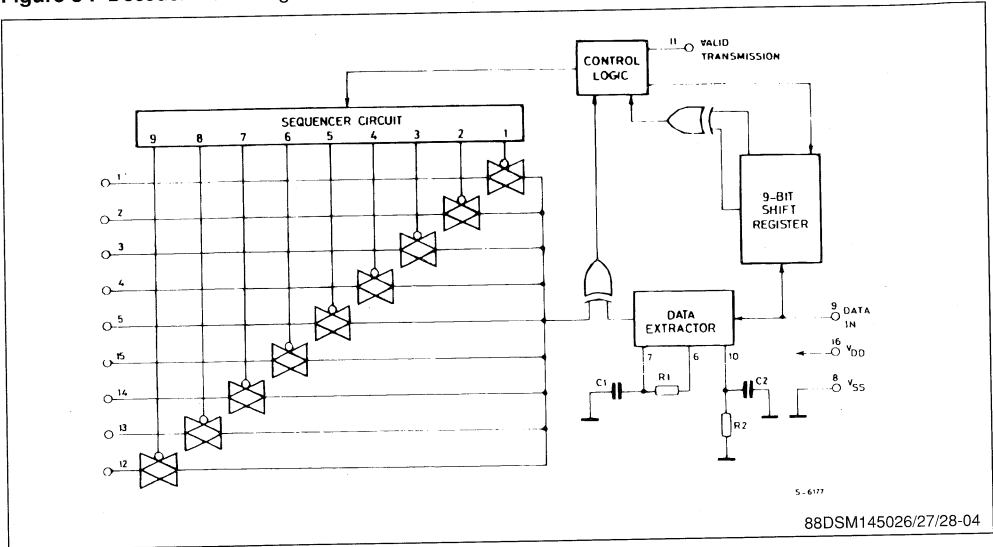 11 VALID
TRANSMISSION
CONTROL
LOGIC
SEQUENCER CIRCUIT
9 8 7 6 5 4 3 2 1
1
2
3
4
5
15
14
13
12
9-BIT
SHIFT
REGISTER
DATA
EXTRACTOR
7 6 10
9 DATA
IN
16 VDD
8 VSS
C1
R1
C2
R2
S-6177
88DSM145026/27/28-04